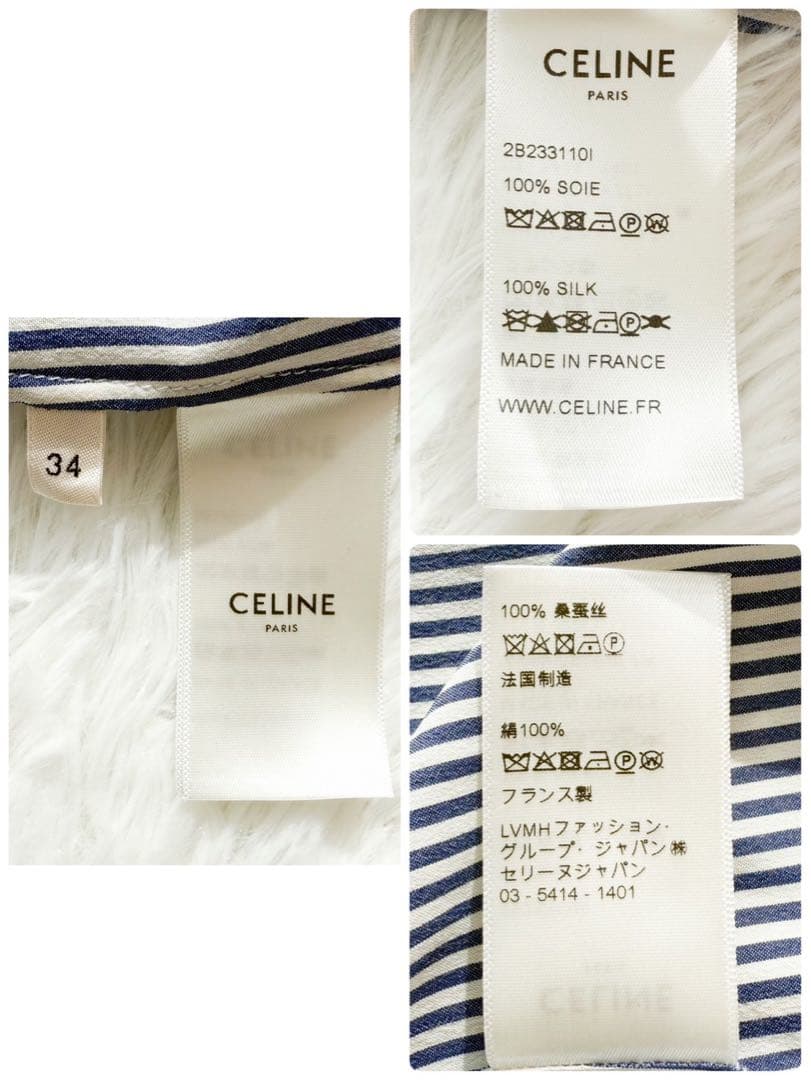 CELINE
PARIS
2B233110I
100% SOIE
100% SILK
MADE IN FRANCE
WWW.CELINE.FR
34
CELINE
PARIS
100% 桑蚕丝
法国制造
絹100%
フランス製
LVMHファッション・
グループ・ジャパン㈱
セリーヌジャパン
03 - 5414 - 1401
CELINE